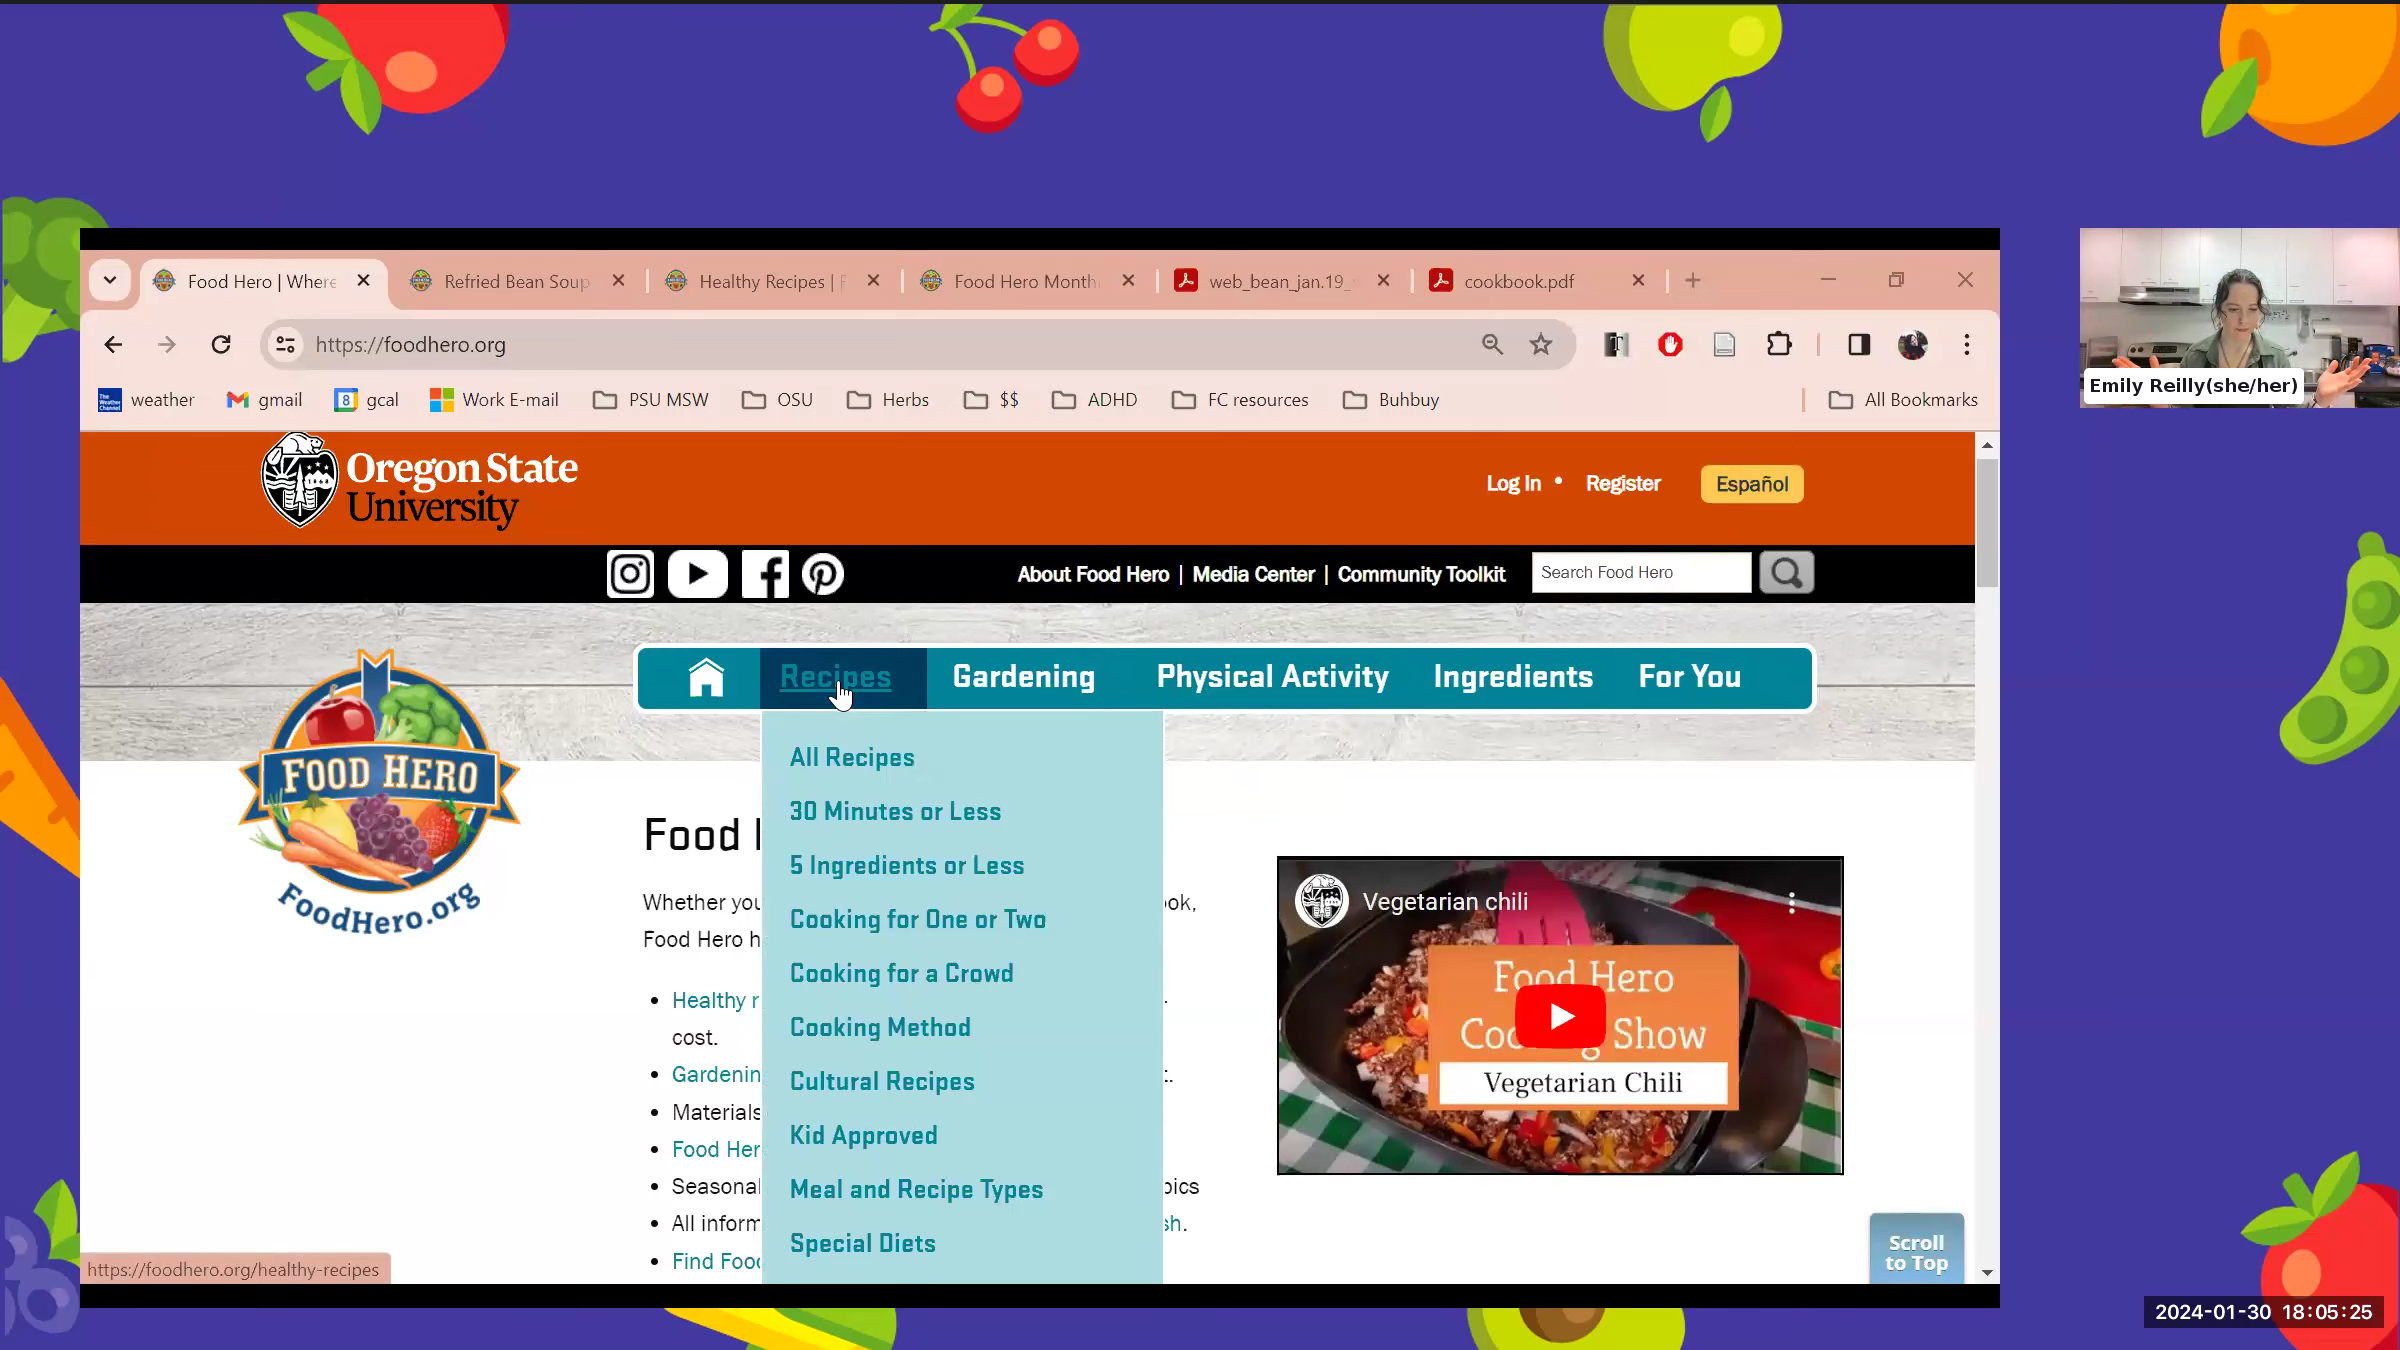 Food Hero | Where
Refried Bean Soup
Healthy Recipes | F
Food Hero Month
web_bean_jan.19_
cookbook.pdf
https://foodhero.org
weather
gmail
gcal
Work E-mail
PSU MSW
OSU
Herbs
$$
ADHD
FC resources
Buhbuy
All Bookmarks
Emily Reilly(she/her)
Oregon State
University
Log In • Register
Español
About Food Hero | Media Center | Community Toolkit
Search Food Hero
Recipes
Gardening
Physical Activity
Ingredients
For You
FOOD HERO
FoodHero.org
All Recipes
30 Minutes or Less
5 Ingredients or Less
Cooking for One or Two
Cooking for a Crowd
Cooking Method
Cultural Recipes
Kid Approved
Meal and Recipe Types
Special Diets
Food
Whether you
ook,
Food Hero h
Healthy r
cost.
Gardenin
t.
Materials
Food Her
Seasonal
pics
All inform
sh.
Find Food
Vegetarian chili
Food Hero
Cooking Show
Vegetarian Chili
Scroll
to Top
https://foodhero.org/healthy-recipes
2024-01-30 18:05:25